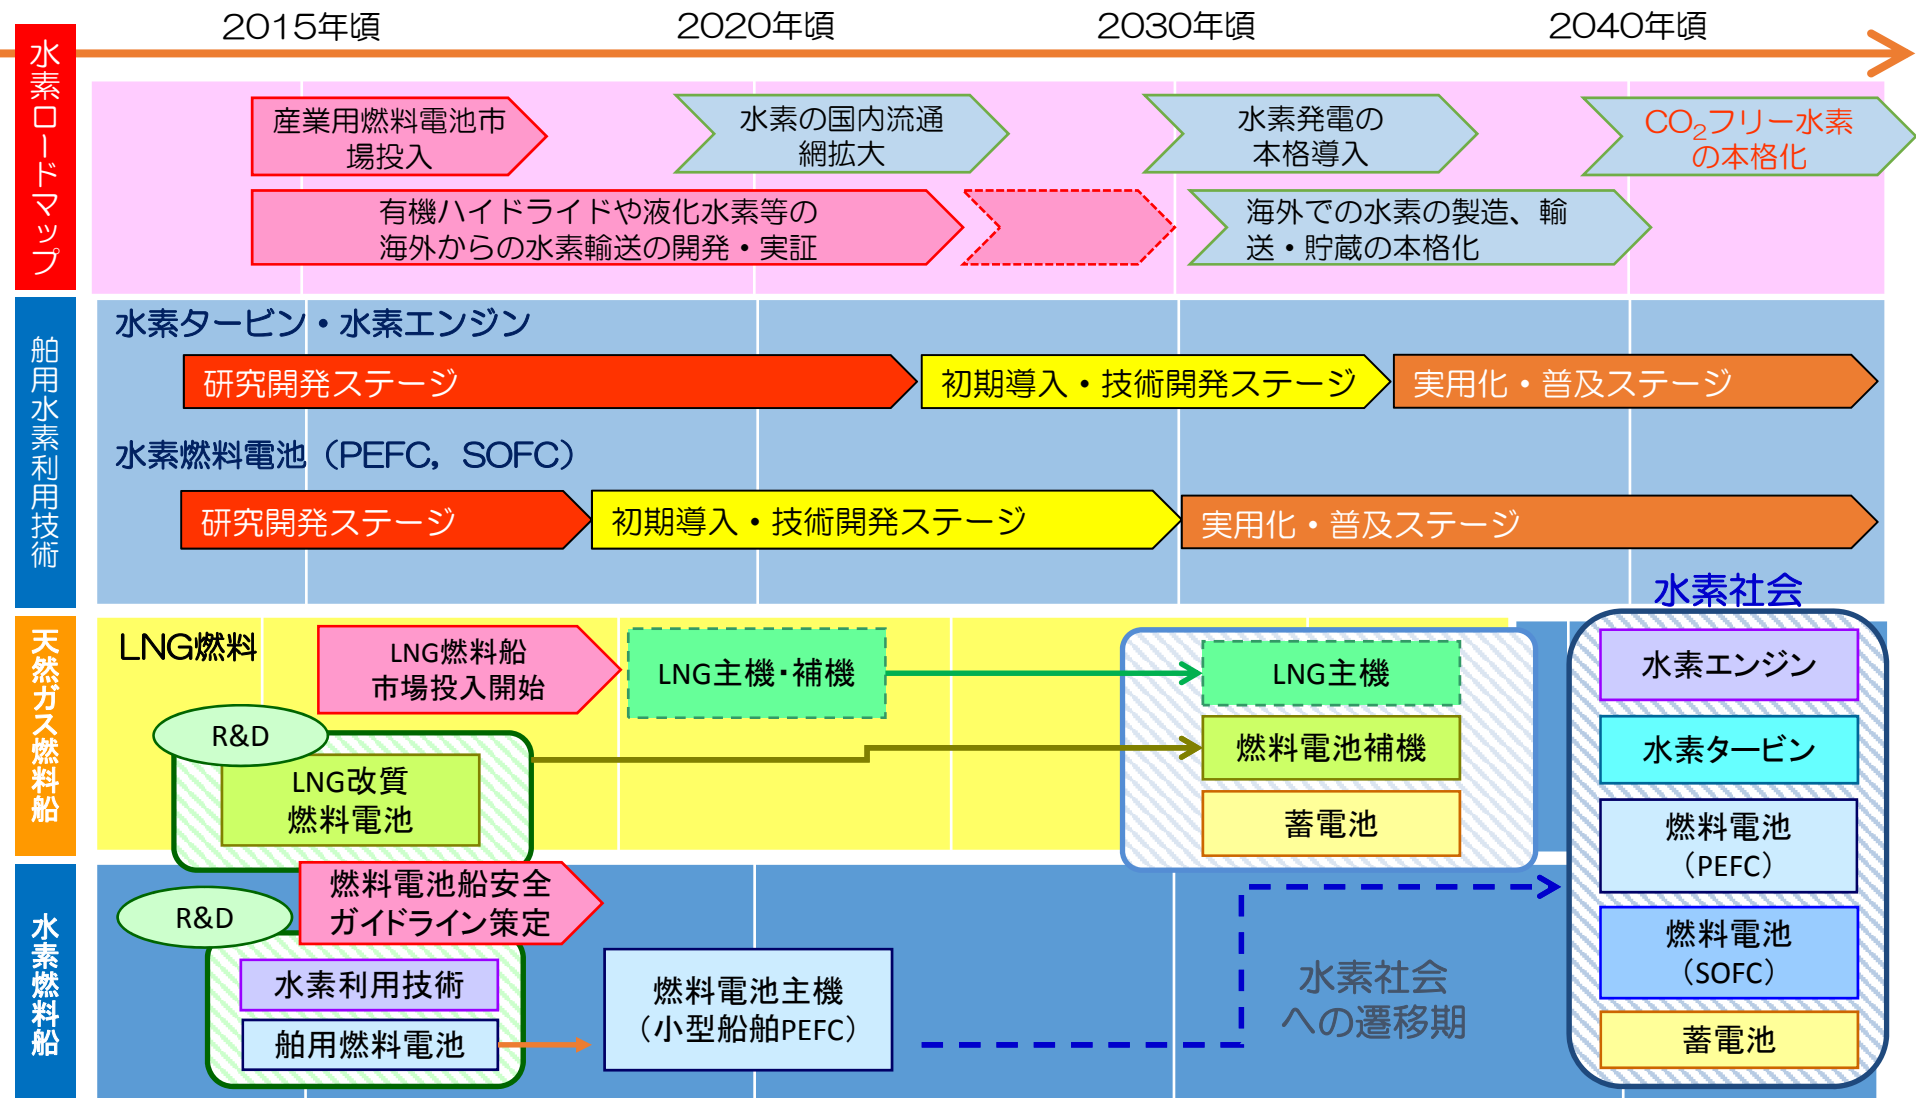 2015年頃
2020年頃
2030年頃
2040年頃
水素ロードマップ
産業用燃料電池市
場投入
水素の国内流通
網拡大
水素発電の
本格導入
CO₂フリー水素
の本格化
有機ハイドライドや液化水素等の
海外からの水素輸送の開発・実証
海外での水素の製造、輸
送・貯蔵の本格化
舶用水素利用技術
水素タービン・水素エンジン
研究開発ステージ
初期導入・技術開発ステージ
実用化・普及ステージ
水素燃料電池（PEFC，SOFC）
研究開発ステージ
初期導入・技術開発ステージ
実用化・普及ステージ
水素社会
天然ガス燃料船
LNG燃料
LNG燃料船
市場投入開始
LNG主機・補機
LNG主機
R&D
LNG改質
燃料電池
燃料電池補機
蓄電池
水素エンジン
水素タービン
燃料電池
（PEFC）
燃料電池
（SOFC）
蓄電池
水素燃料船
燃料電池船安全
ガイドライン策定
R&D
水素利用技術
舶用燃料電池
燃料電池主機
（小型船舶PEFC）
水素社会
への遷移期